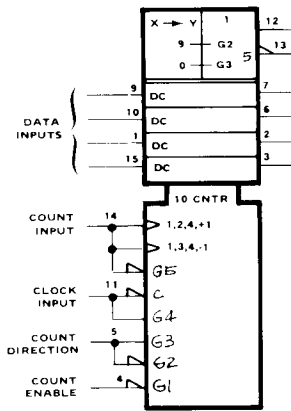 X → Y 1 12
9 G2 5 13
0 G3
9 DC 7
10 DC 6
DATA
INPUTS
1 DC 2
15 DC 3
10 CNTR
COUNT
INPUT
14 1,2,4,+1
1,3,4,-1
G5
CLOCK
INPUT
11 C
G4
COUNT
DIRECTION
5 G3
G2
COUNT
ENABLE
4 G1